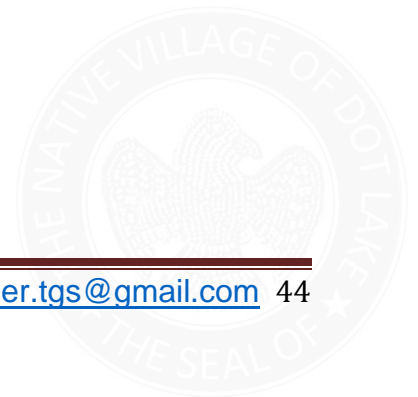 THE NATIVE VILLAGE OF DOT LAKE
er.tgs@gmail.com 44
THE SEAL OF